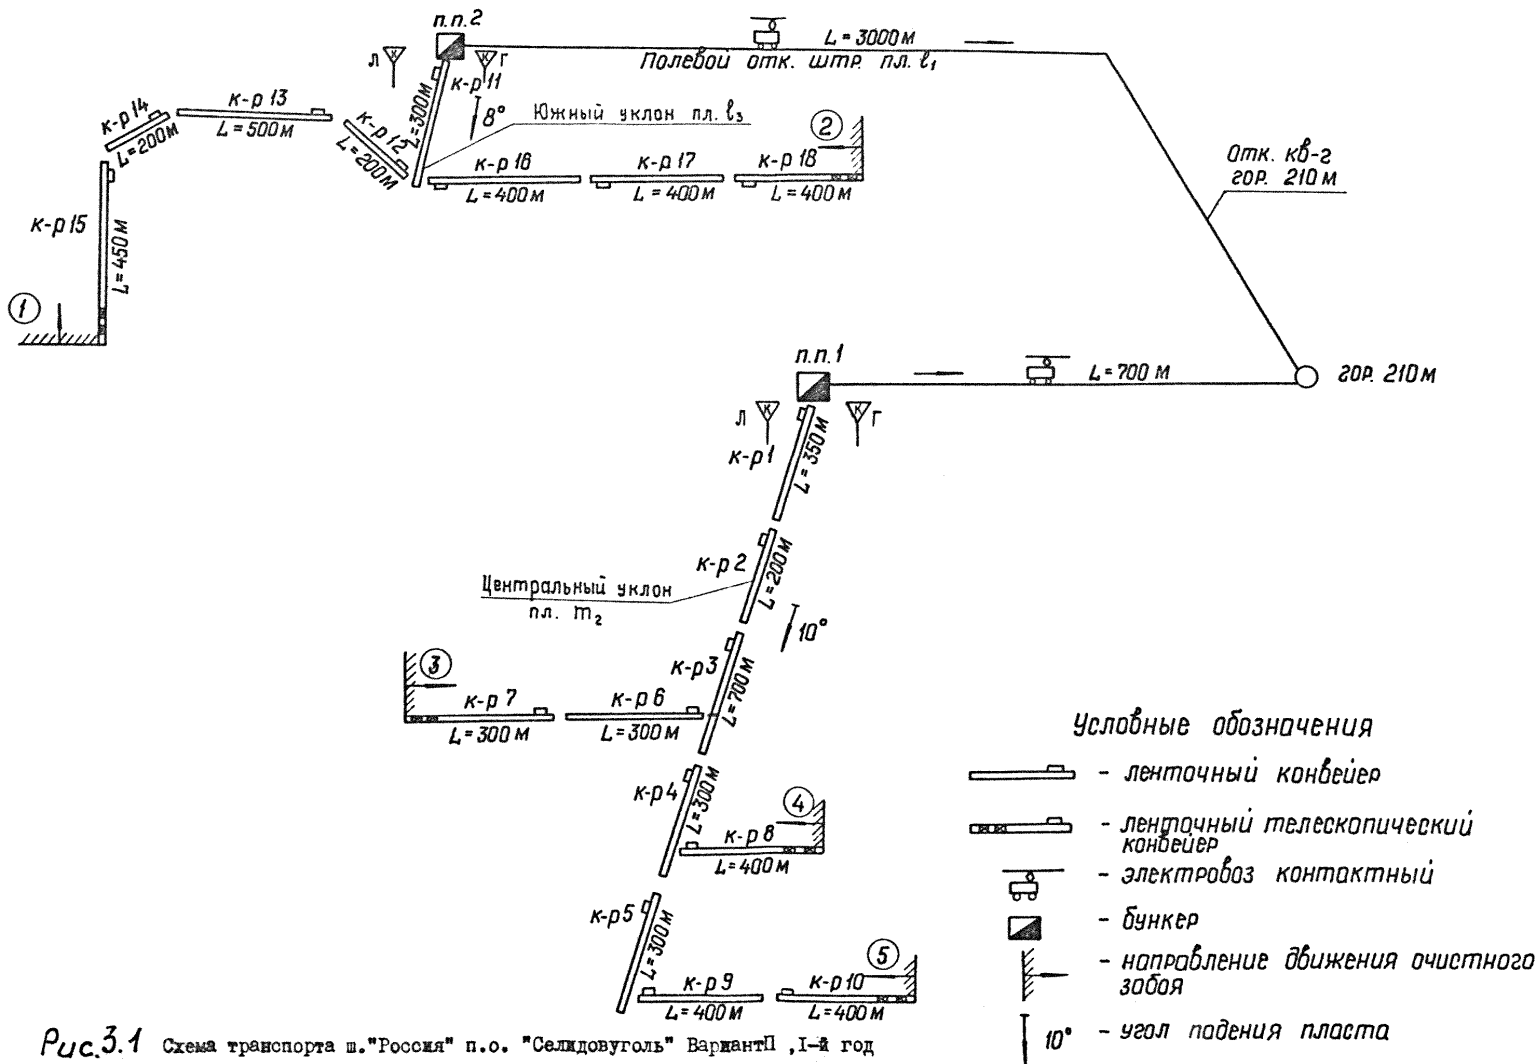 п.п.2
Л
К
К
Г
L = 3000 м
Полевой отк. штр. пл. l₁
к-р 11
L = 300 м
8°
Южный уклон пл. l₃
к-р 14
L = 200 м
к-р 13
L = 500 м
к-р 12
L = 200 м
к-р 16
L = 400 м
к-р 17
L = 400 м
к-р 18
L = 400 м
2
Отк. кв-г
гор. 210 м
к-р 15
L = 450 м
1
п.п.1
L = 700 м
гор. 210 м
Л
К
К
Г
к-р 1
L = 350 м
к-р 2
L = 200 м
Центральный уклон
пл. m₂
10°
к-р 3
L = 700 м
3
к-р 7
L = 300 м
к-р 6
L = 300 м
к-р 4
L = 300 м
4
к-р 8
L = 400 м
к-р 5
L = 300 м
5
к-р 9
L = 400 м
к-р 10
L = 400 м
Условные обозначения
- ленточный конвейер
- ленточный телескопический
конвейер
- электровоз контактный
- бункер
- направление движения очистного
забоя
10° - угол падения пласта
Рис.3.1 Схема транспорта ш."Россия" п.о. "Селидовуголь" ВариантII ,I-й год